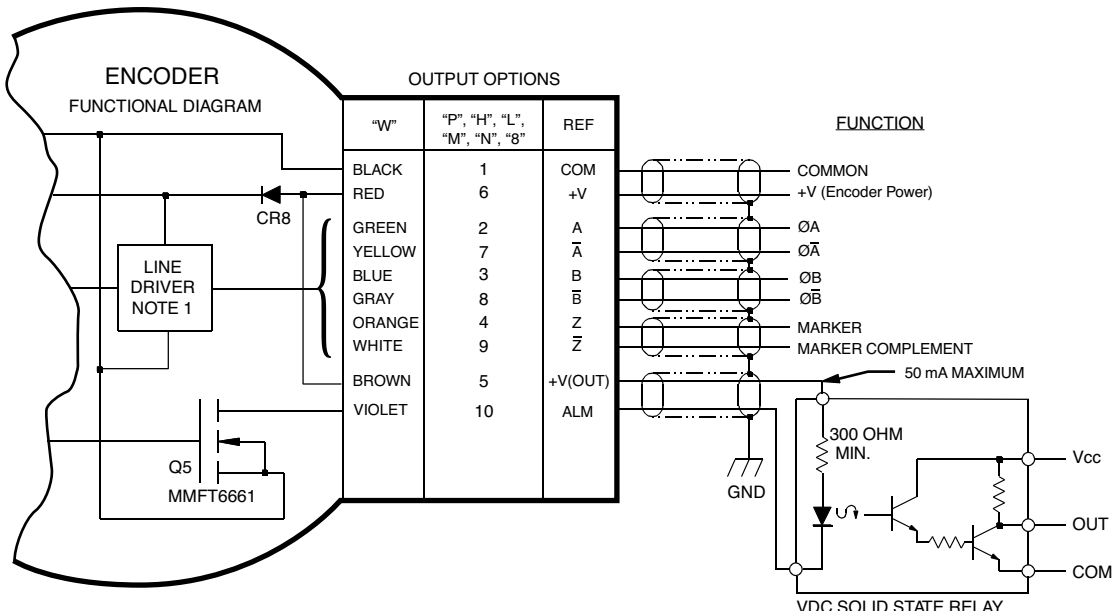 ENCODER
FUNCTIONAL DIAGRAM
OUTPUT OPTIONS
“W”
“P”, “H”, “L”,
“M”, “N”, “8”
REF
FUNCTION
BLACK 1 COM COMMON
RED 6 +V +V (Encoder Power)
CR8
GREEN 2 A ØA
YELLOW 7 A̅ ØA̅
BLUE 3 B ØB
GRAY 8 B̅ ØB̅
ORANGE 4 Z MARKER
WHITE 9 Z̅ MARKER COMPLEMENT
BROWN 5 +V(OUT)
VIOLET 10 ALM
LINE
DRIVER
NOTE 1
50 mA MAXIMUM
Q5
MMFT6661
GND
300 OHM
MIN.
Vcc
OUT
COM
VDC SOLID STATE RELAY